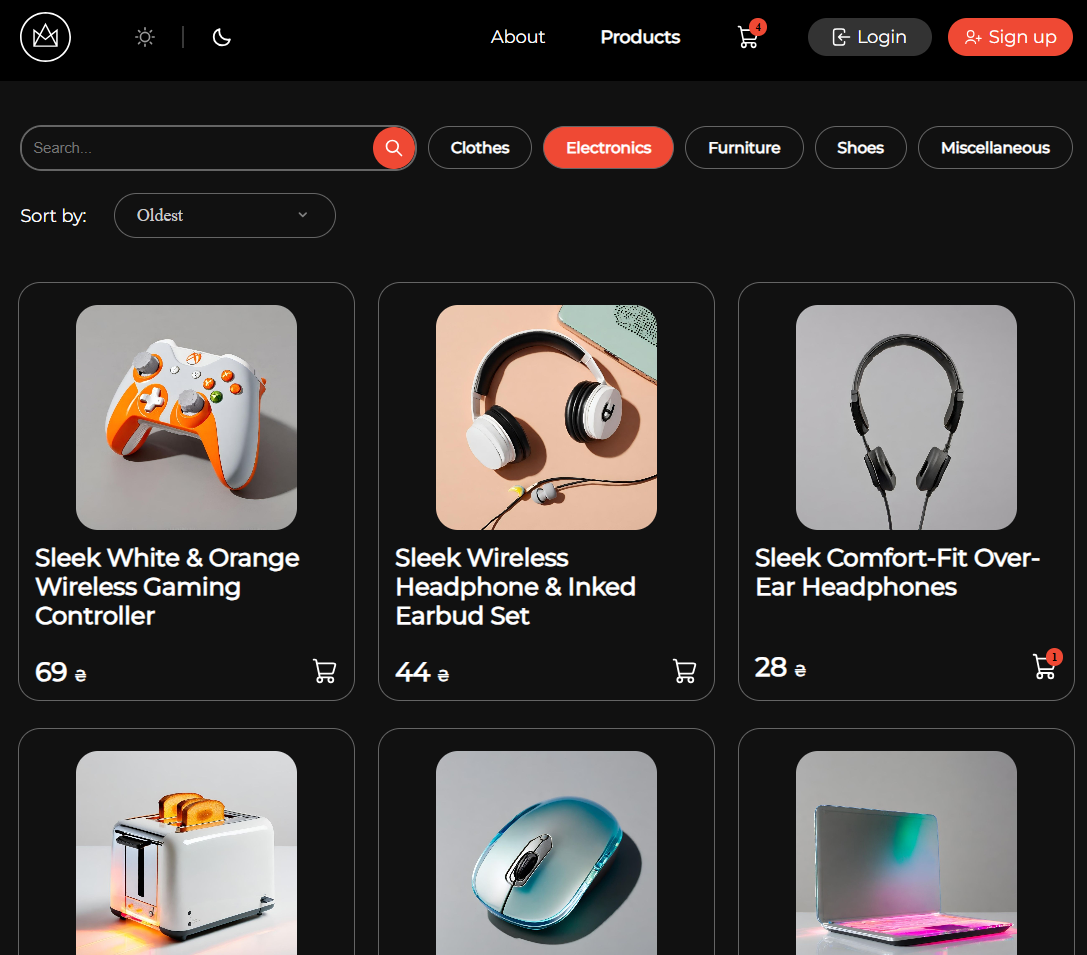 About
Products
4
Login
Sign up
Search...
Clothes
Electronics
Furniture
Shoes
Miscellaneous
Sort by:
Oldest
Sleek White & Orange
Wireless Gaming
Controller
69 ₴
Sleek Wireless
Headphone & Inked
Earbud Set
44 ₴
Sleek Comfort-Fit Over-
Ear Headphones
28 ₴
1